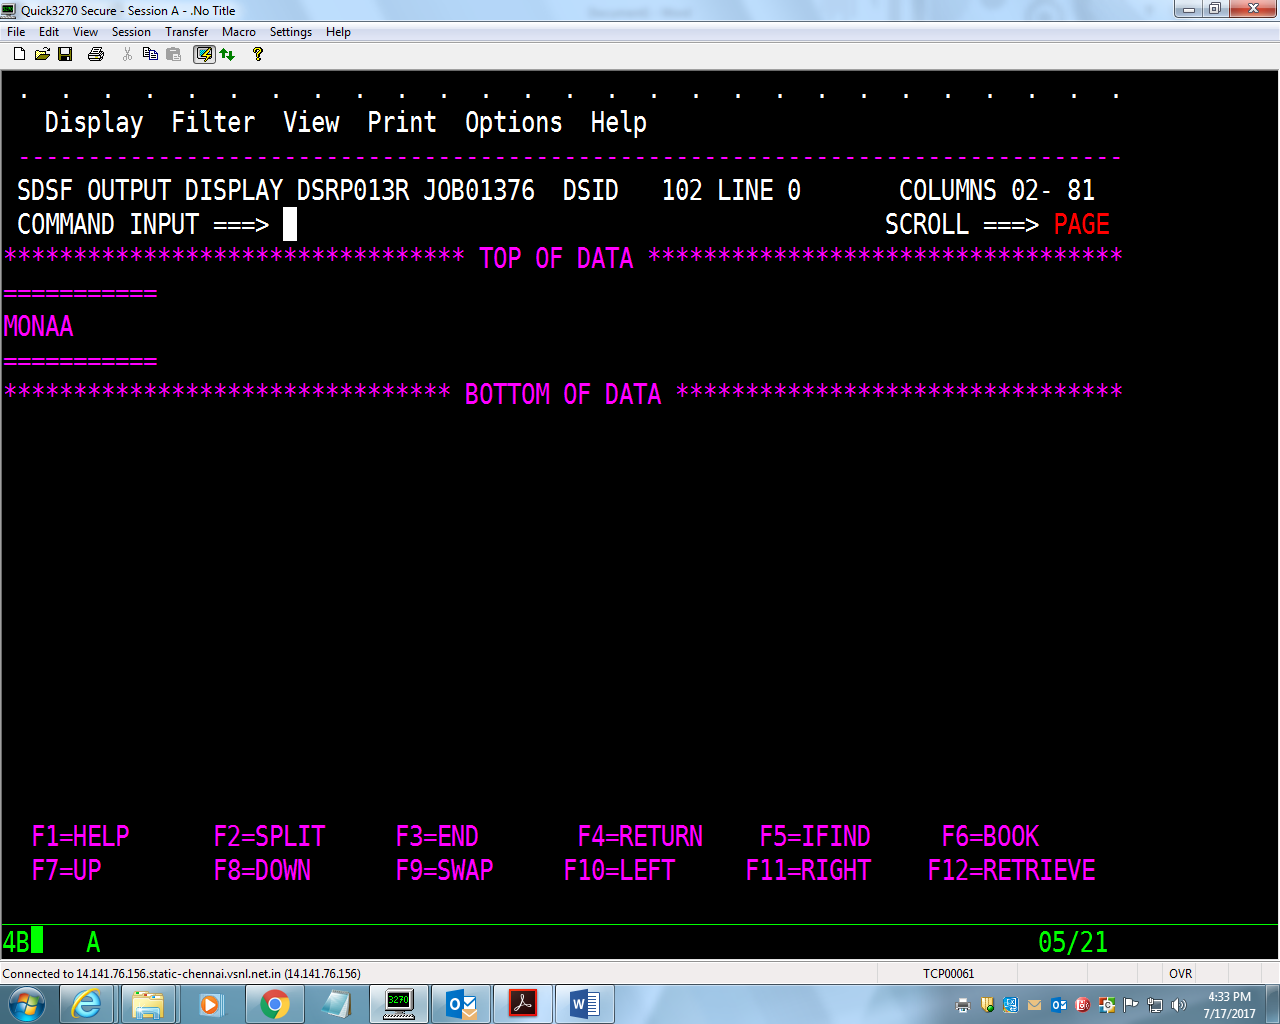 Quick3270 Secure - Session A - .No Title
File Edit View Session Transfer Macro Settings Help
. . . . . . . . . . . . . . . . . . . . . . . . . . .
Display Filter View Print Options Help
-------------------------------------------------------------------------------
SDSF OUTPUT DISPLAY DSRP013R JOB01376 DSID 102 LINE 0 COLUMNS 02- 81
COMMAND INPUT ===> SCROLL ===> PAGE
********************************* TOP OF DATA **********************************
===========
MONAA
===========
******************************** BOTTOM OF DATA ********************************
F1=HELP F2=SPLIT F3=END F4=RETURN F5=IFIND F6=BOOK
F7=UP F8=DOWN F9=SWAP F10=LEFT F11=RIGHT F12=RETRIEVE
4B A 05/21
Connected to 14.141.76.156.static-chennai.vsnl.net.in (14.141.76.156) TCP00061 OVR
3270
4:33 PM
7/17/2017